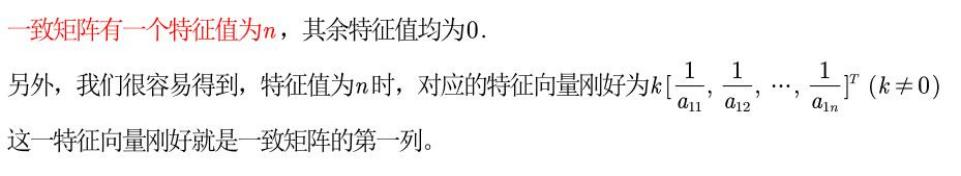 一致矩阵有一个特征值为n，其余特征值均为0.
另外，我们很容易得到，特征值为n时，对应的特征向量刚好为k[1/a₁₁, 1/a₁₂, ⋯, 1/a₁ₙ]ᵀ (k≠0)
这一特征向量刚好就是一致矩阵的第一列。